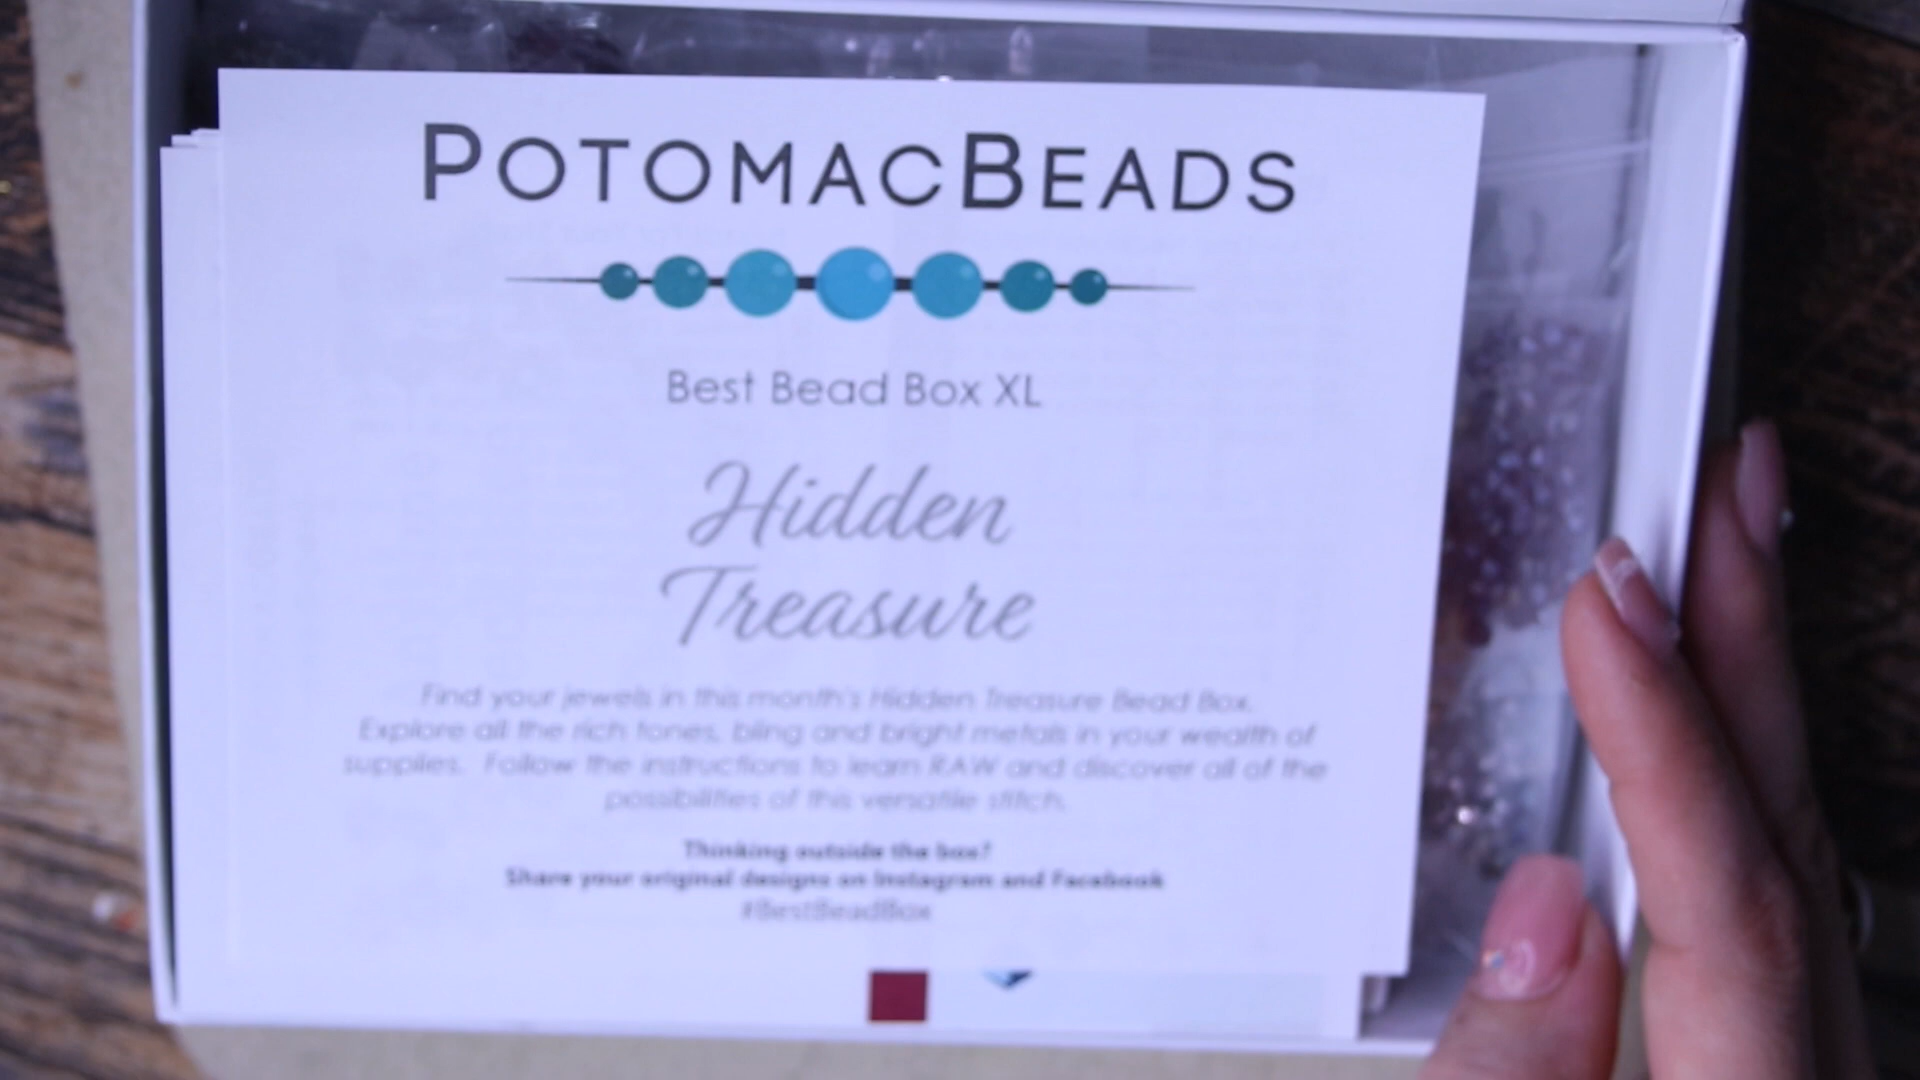 POTOMACBEADS
Best Bead Box XL
Hidden
Treasure
Find your jewels in this month's Hidden Treasure Bead Box.
Explore all the rich tones, bling and bright metals in your wealth of
supplies. Follow the instructions to learn RAW and discover all of the
possibilities of this versatile stitch.
Thinking outside the box?
Share your original designs on Instagram and Facebook
#BestBeadBox